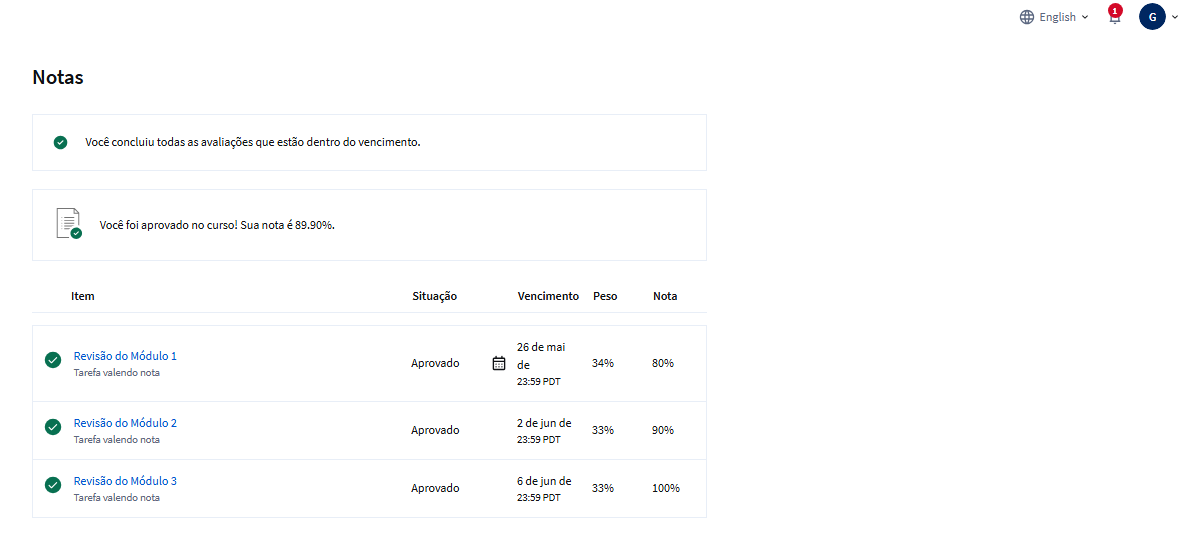 English
1
G
Notas
Você concluiu todas as avaliações que estão dentro do vencimento.
Você foi aprovado no curso! Sua nota é 89.90%.
Item Situação Vencimento Peso Nota
Revisão do Módulo 1
Tarefa valendo nota
Aprovado
26 de mai
de
23:59 PDT
34%
80%
Revisão do Módulo 2
Tarefa valendo nota
Aprovado
2 de jun de
23:59 PDT
33%
90%
Revisão do Módulo 3
Tarefa valendo nota
Aprovado
6 de jun de
23:59 PDT
33%
100%